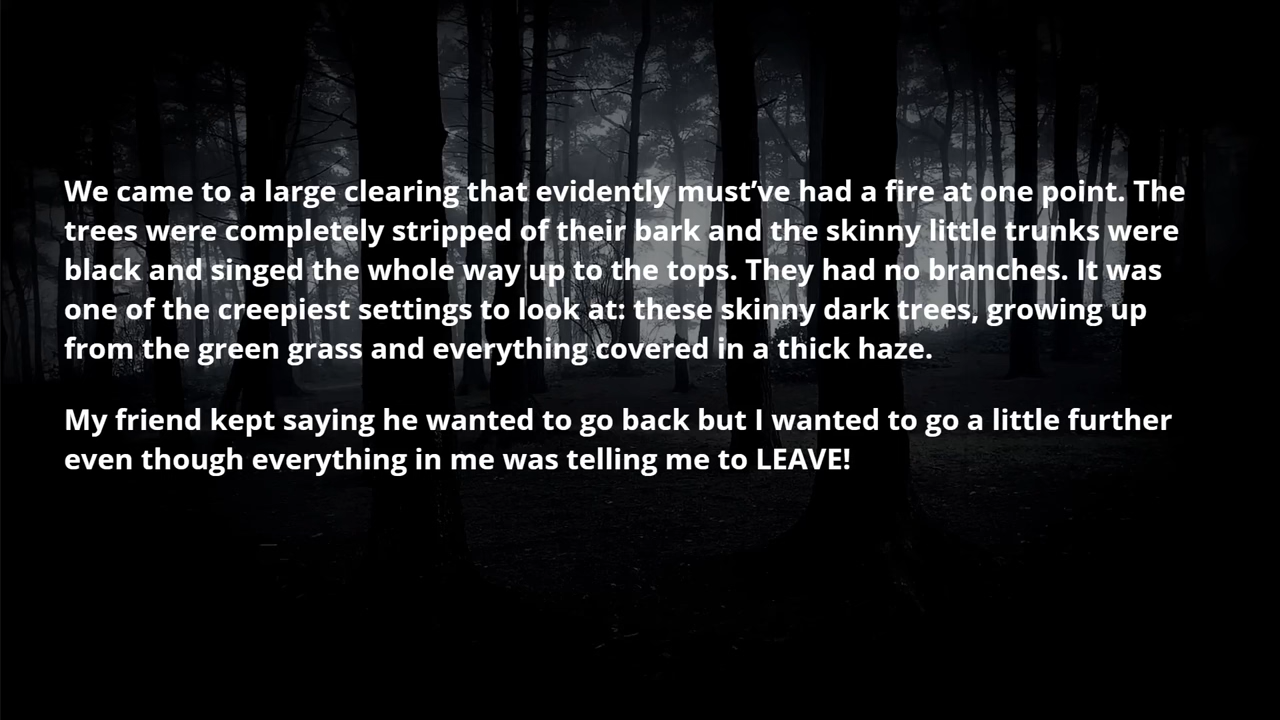 We came to a large clearing that evidently must’ve had a fire at one point. The
trees were completely stripped of their bark and the skinny little trunks were
black and singed the whole way up to the tops. They had no branches. It was
one of the creepiest settings to look at: these skinny dark trees, growing up
from the green grass and everything covered in a thick haze.
My friend kept saying he wanted to go back but I wanted to go a little further
even though everything in me was telling me to LEAVE!